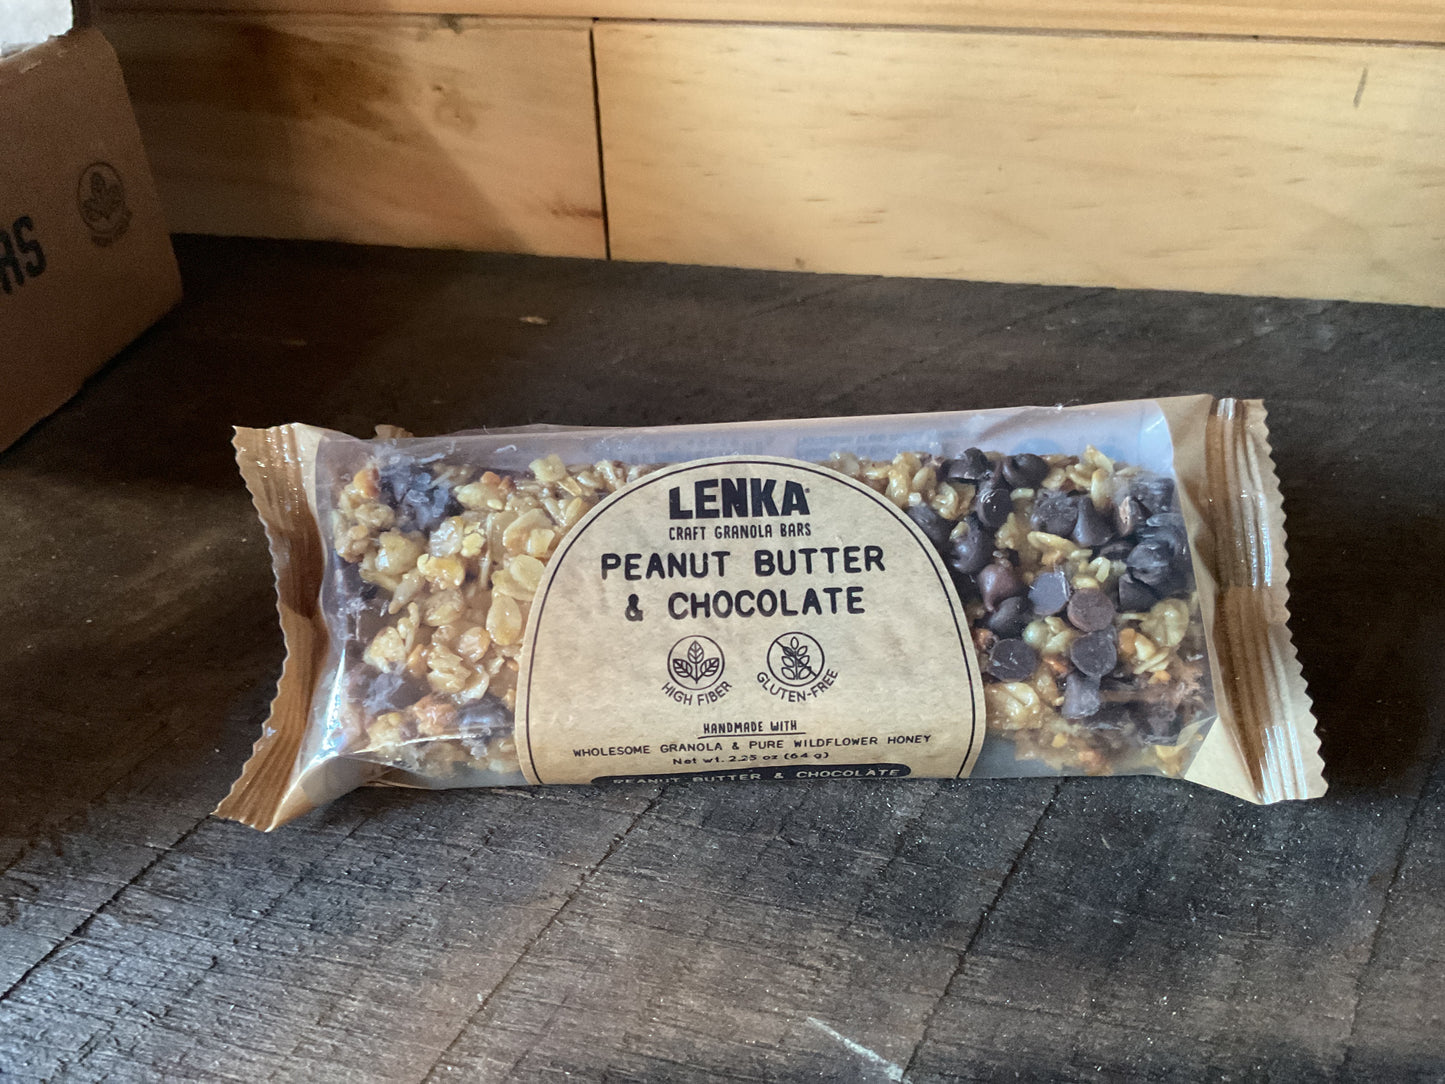 LENKA
CRAFT GRANOLA BARS
PEANUT BUTTER
& CHOCOLATE
HIGH FIBER
GLUTEN-FREE
HANDMADE WITH
WHOLESOME GRANOLA & PURE WILDFLOWER HONEY
Net wt. 2.25 oz (64 g)
PEANUT BUTTER & CHOCOLATE